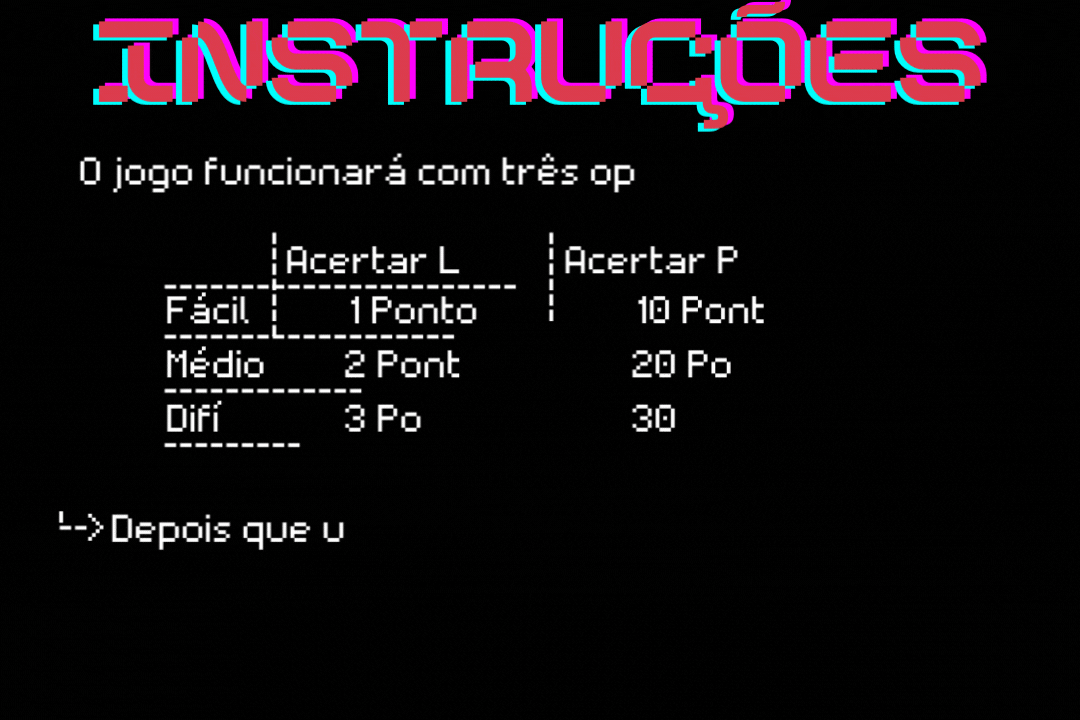 INSTRUÇÕES
O jogo funcionará com três op
Acertar L Acertar P
Fácil 1 Ponto 10 Pont
Médio 2 Pont 20 Po
Difí 3 Po 30
Depois que u